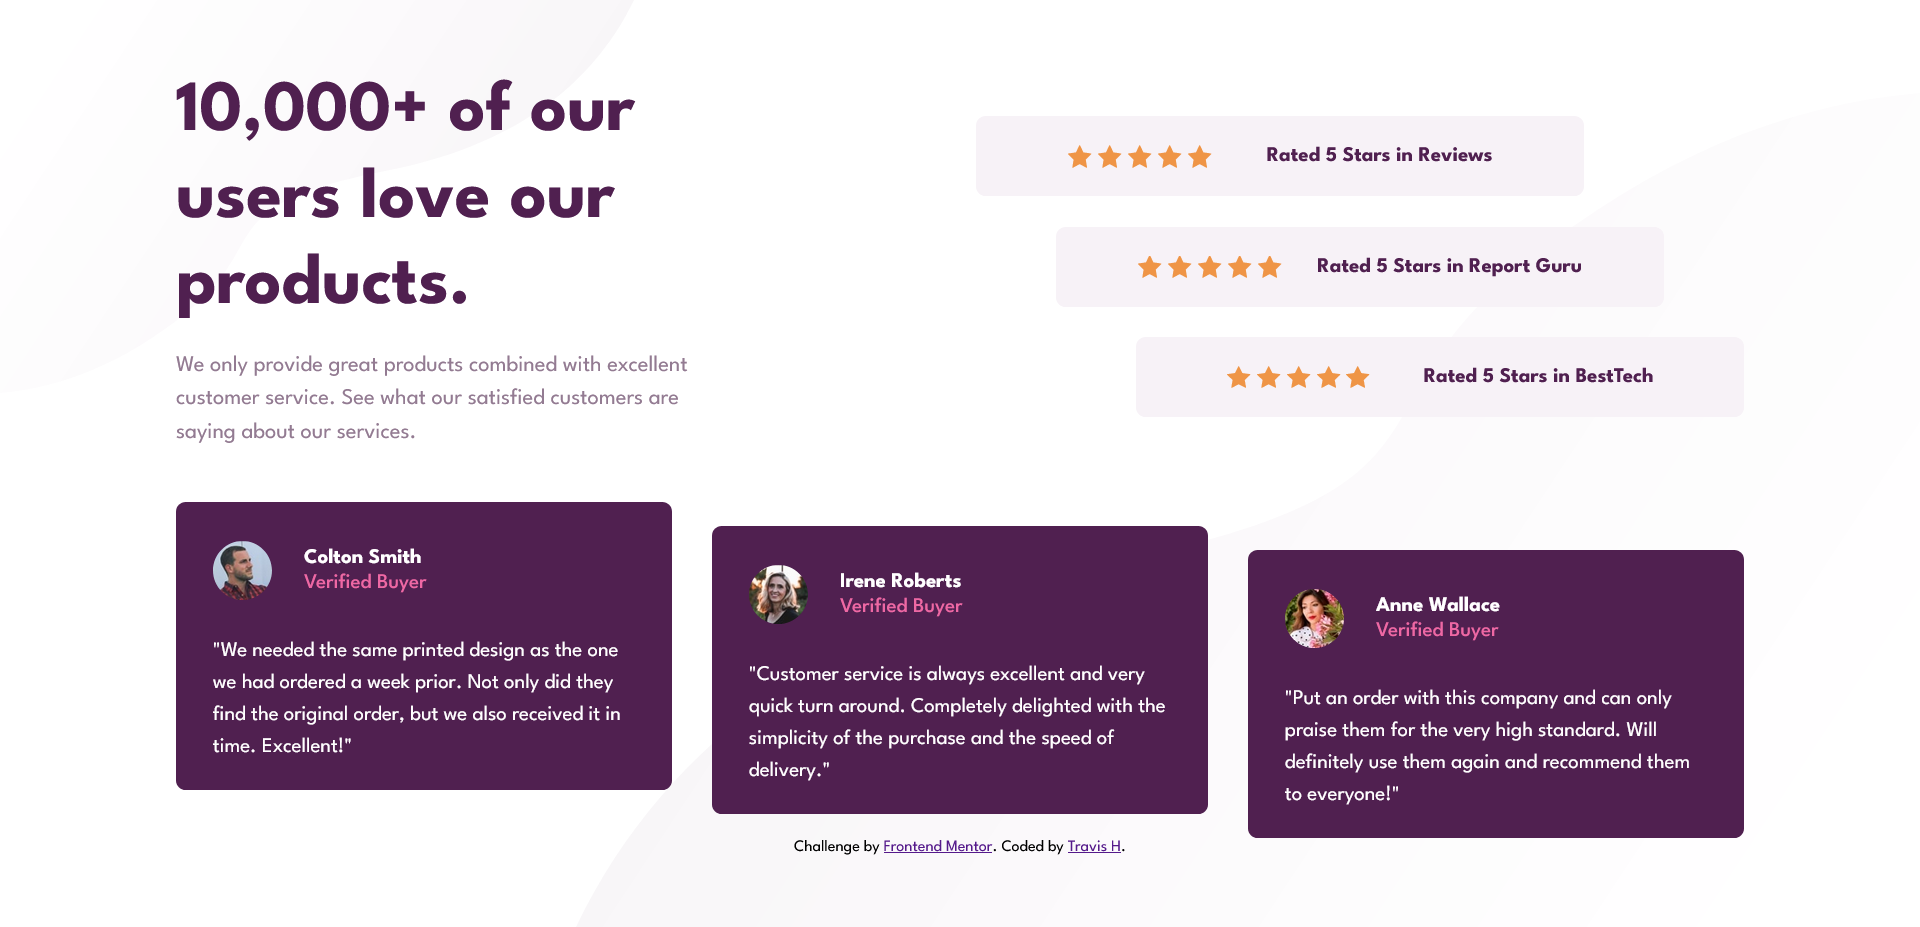 10,000+ of our
users love our
products.
We only provide great products combined with excellent
customer service. See what our satisfied customers are
saying about our services.
Rated 5 Stars in Reviews
Rated 5 Stars in Report Guru
Rated 5 Stars in BestTech
Colton Smith
Verified Buyer
"We needed the same printed design as the one
we had ordered a week prior. Not only did they
find the original order, but we also received it in
time. Excellent!"
Irene Roberts
Verified Buyer
"Customer service is always excellent and very
quick turn around. Completely delighted with the
simplicity of the purchase and the speed of
delivery."
Anne Wallace
Verified Buyer
"Put an order with this company and can only
praise them for the very high standard. Will
definitely use them again and recommend them
to everyone!"
Challenge by Frontend Mentor. Coded by Travis H.